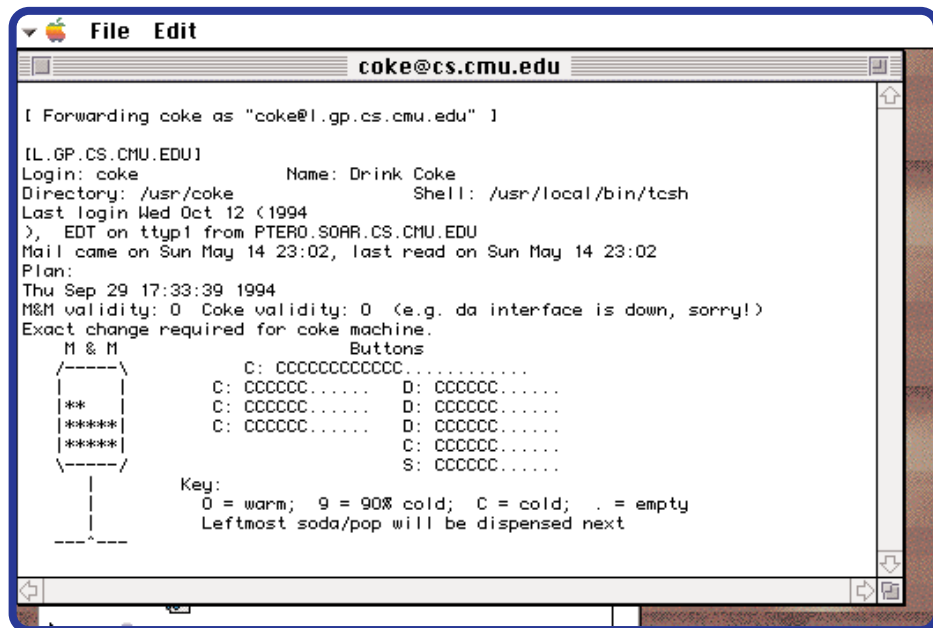 File Edit
coke@cs.cmu.edu
[ Forwarding coke as "coke@l.gp.cs.cmu.edu" ]
[L.GP.CS.CMU.EDU]
Login: coke Name: Drink Coke
Directory: /usr/coke Shell: /usr/local/bin/tcsh
Last login Wed Oct 12 (1994
), EDT on ttyp1 from PTERO.SOAR.CS.CMU.EDU
Mail came on Sun May 14 23:02, last read on Sun May 14 23:02
Plan:
Thu Sep 29 17:33:39 1994
M&M validity: 0 Coke validity: 0 (e.g. da interface is down, sorry!)
Exact change required for coke machine.
M & M Buttons
/-----\ C: CCCCCCCCCCCC............
| | C: CCCCCC...... D: CCCCCC......
|** | C: CCCCCC...... D: CCCCCC......
|*****| C: CCCCCC...... D: CCCCCC......
|*****| C: CCCCCC......
\-----/ S: CCCCCC......
| Key:
| 0 = warm; 9 = 90% cold; C = cold; . = empty
| Leftmost soda/pop will be dispensed next
---^---